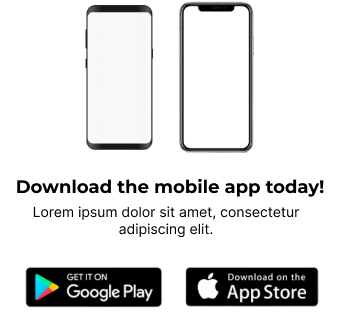 Download the mobile app today!
Lorem ipsum dolor sit amet, consectetur
adipiscing elit.
GET IT ON
Google Play
Download on the
App Store